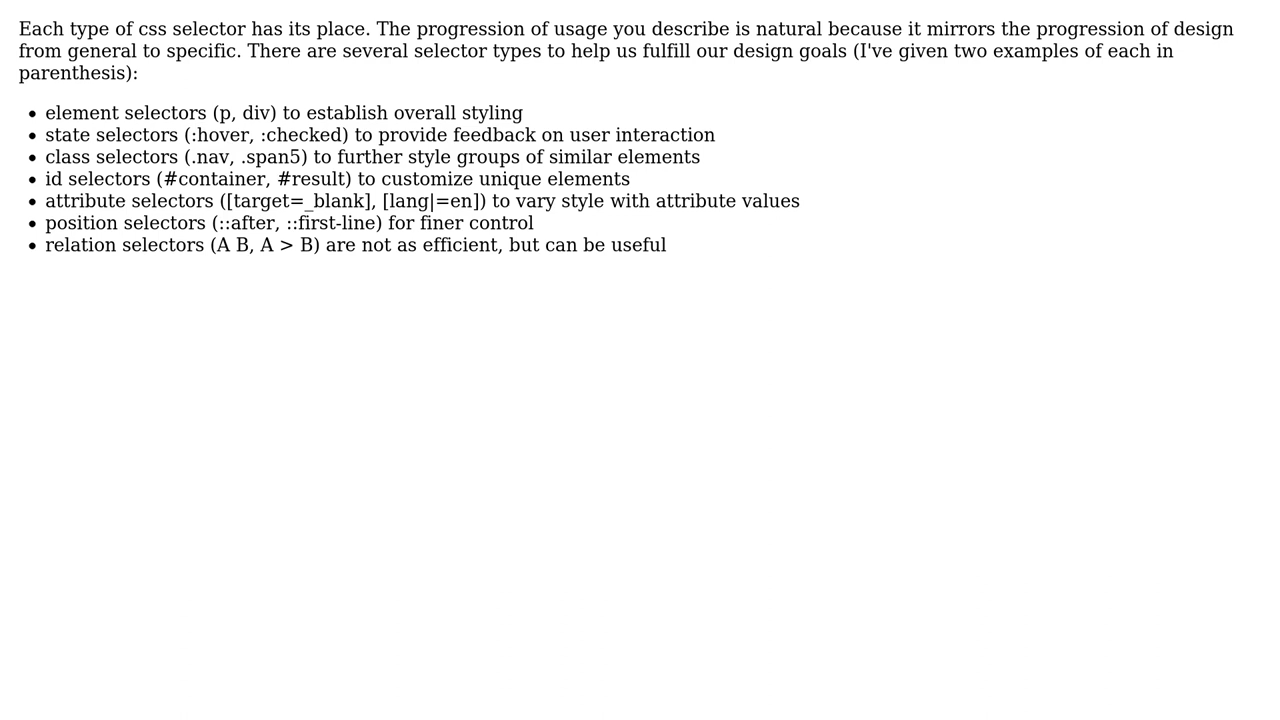 Each type of css selector has its place. The progression of usage you describe is natural because it mirrors the progression of design
from general to specific. There are several selector types to help us fulfill our design goals (I've given two examples of each in
parenthesis):
• element selectors (p, div) to establish overall styling
• state selectors (:hover, :checked) to provide feedback on user interaction
• class selectors (.nav, .span5) to further style groups of similar elements
• id selectors (#container, #result) to customize unique elements
• attribute selectors ([target=_blank], [lang|=en]) to vary style with attribute values
• position selectors (::after, ::first-line) for finer control
• relation selectors (A B, A > B) are not as efficient, but can be useful